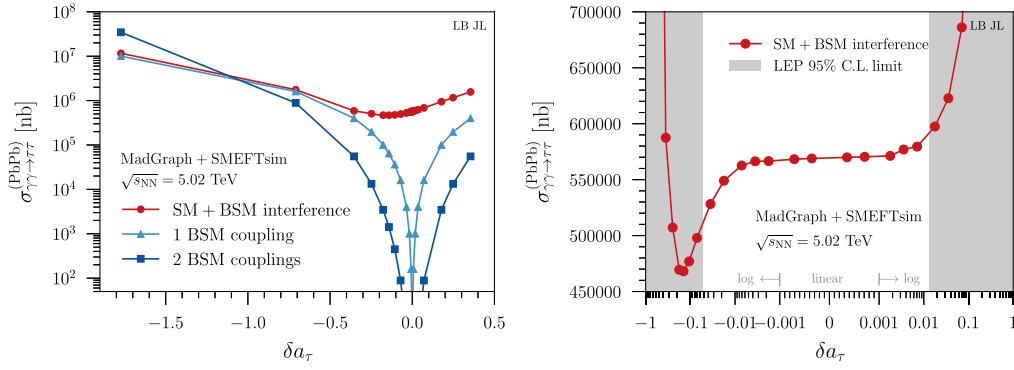 LB JL
10^8
10^7
10^6
10^5
10^4
10^3
10^2
σ^(PbPb)_γγ→ττ [nb]
MadGraph + SMEFTsim
√s_NN = 5.02 TeV
SM + BSM interference
1 BSM coupling
2 BSM couplings
−1.5 −1.0 −0.5 0.0 0.5
δa_τ
LB JL
700000
650000
600000
550000
500000
450000
σ^(PbPb)_γγ→ττ [nb]
SM + BSM interference
LEP 95% C.L. limit
MadGraph + SMEFTsim
√s_NN = 5.02 TeV
log ← linear → log
−1 −0.1 −0.01 −0.001 0 0.001 0.01 0.1 1
δa_τ